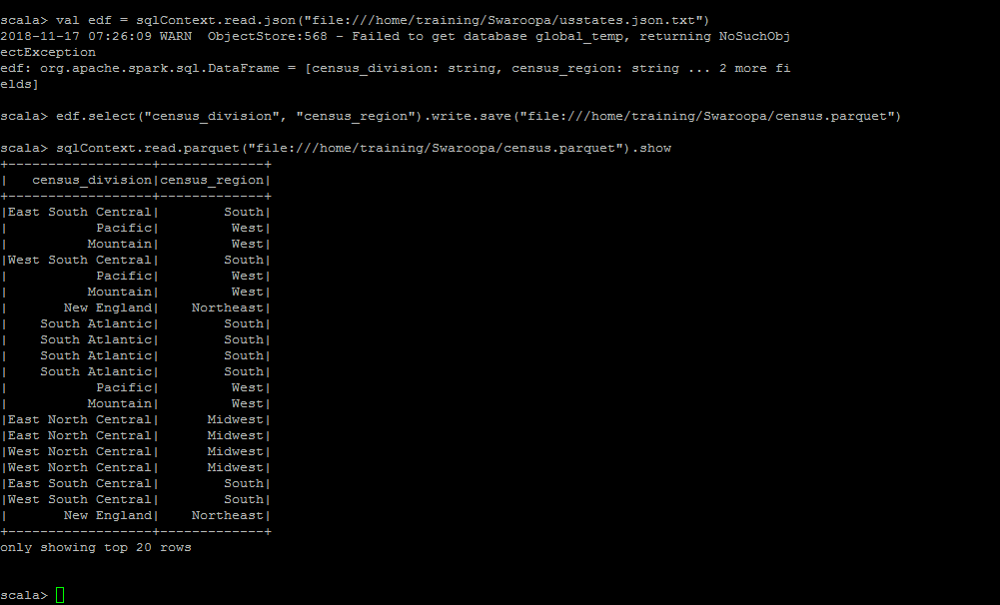 scala> val edf = sqlContext.read.json("file:///home/training/Swaroopa/usstates.json.txt")
2018-11-17 07:26:09 WARN  ObjectStore:568 - Failed to get database global_temp, returning NoSuchObj
ectException
edf: org.apache.spark.sql.DataFrame = [census_division: string, census_region: string ... 2 more fi
elds]
scala> edf.select("census_division", "census_region").write.save("file:///home/training/Swaroopa/census.parquet")
scala> sqlContext.read.parquet("file:///home/training/Swaroopa/census.parquet").show
+------------------+-------------+
|   census_division|census_region|
+------------------+-------------+
|East South Central|        South|
|           Pacific|         West|
|          Mountain|         West|
|West South Central|        South|
|           Pacific|         West|
|          Mountain|         West|
|       New England|    Northeast|
|    South Atlantic|        South|
|    South Atlantic|        South|
|    South Atlantic|        South|
|    South Atlantic|        South|
|           Pacific|         West|
|          Mountain|         West|
|East North Central|      Midwest|
|East North Central|      Midwest|
|West North Central|      Midwest|
|West North Central|      Midwest|
|East South Central|        South|
|West South Central|        South|
|       New England|    Northeast|
+------------------+-------------+
only showing top 20 rows
scala>